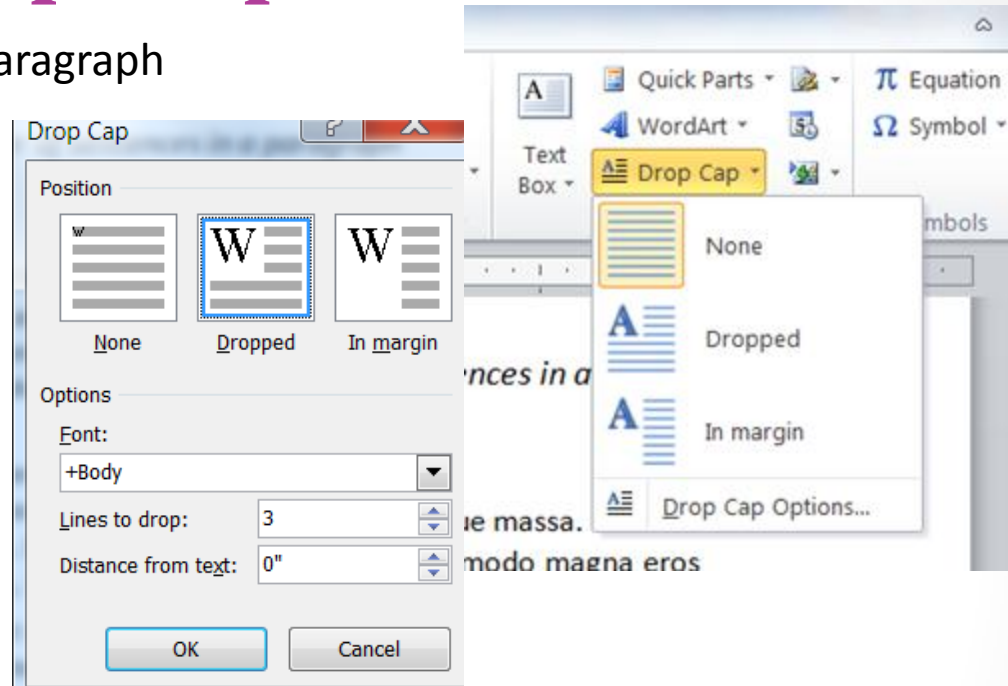 aragraph
Drop Cap
Position
W
W
W
None
Dropped
In margin
Options
Font:
+Body
Lines to drop:
3
Distance from text:
0"
OK
Cancel
A
Text
Box
Quick Parts
WordArt
Drop Cap
π Equation
Ω Symbol
mbols
1
None
A
Dropped
A
In margin
Drop Cap Options...
nces in a
ue massa.
modo magna eros